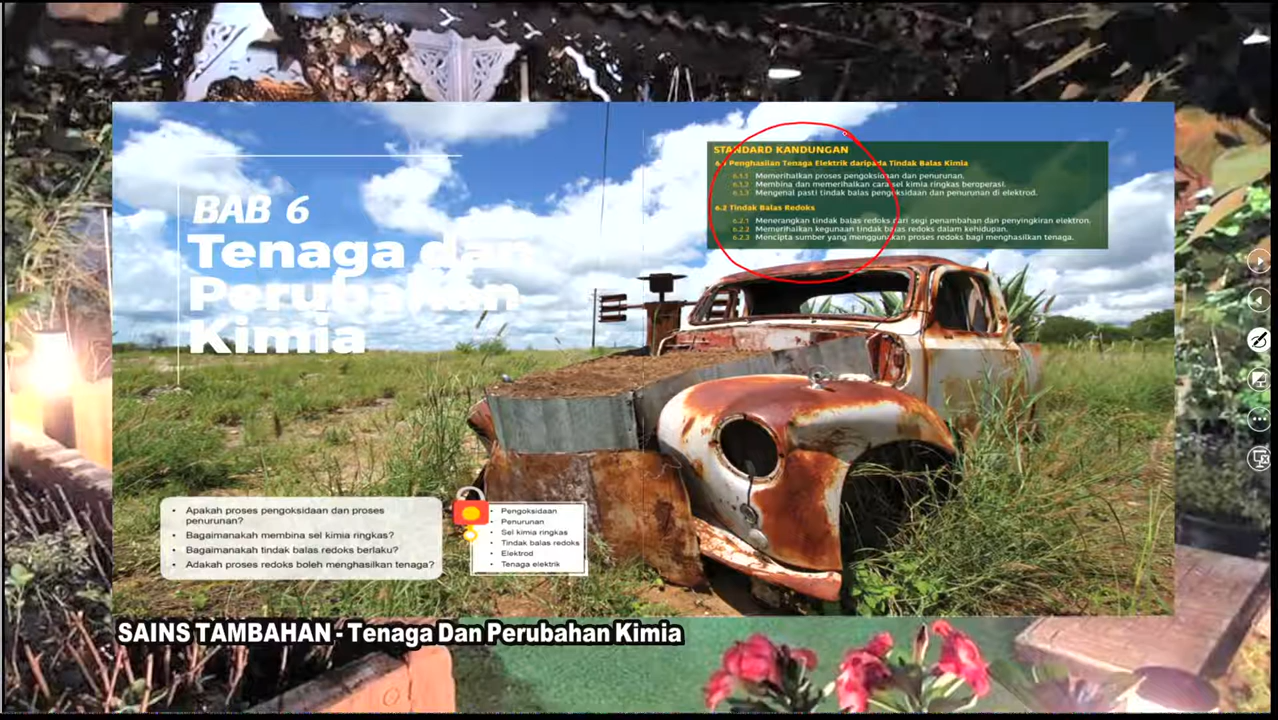 BAB 6
Tenaga dan
Perubahan
Kimia
STANDARD KANDUNGAN
6.1 Penghasilan Tenaga Elektrik daripada Tindak Balas Kimia
6.1.1 Memerihalkan proses pengoksidaan dan penurunan.
6.1.2 Membina dan memerihalkan cara sel kimia ringkas beroperasi.
6.1.3 Mengenal pasti tindak balas pengoksidaan dan penurunan di elektrod.
6.2 Tindak Balas Redoks
6.2.1 Menerangkan tindak balas redoks dari segi penambahan dan penyingkiran elektron.
6.2.2 Memerihalkan kegunaan tindak balas redoks dalam kehidupan.
6.2.3 Mencipta sumber yang menggunakan proses redoks bagi menghasilkan tenaga.
• Apakah proses pengoksidaan dan proses
penurunan?
• Bagaimanakah membina sel kimia ringkas?
• Bagaimanakah tindak balas redoks berlaku?
• Adakah proses redoks boleh menghasilkan tenaga?
• Pengoksidaan
• Penurunan
• Sel kimia ringkas
• Tindak balas redoks
• Elektrod
• Tenaga elektrik
SAINS TAMBAHAN - Tenaga Dan Perubahan Kimia